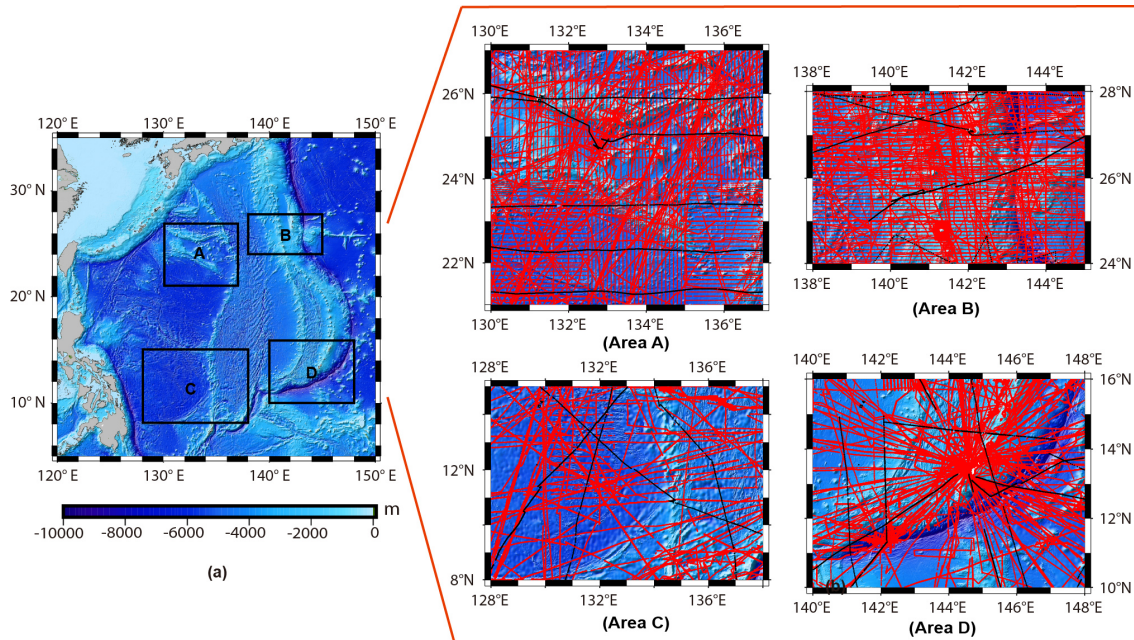 120°E 130°E 140°E 150°E
30° N
20° N
10° N
A
B
C
D
120°E 130°E 140°E 150°E
-10000 -8000 -6000 -4000 -2000 0 m
(a)
130°E 132°E 134°E 136°E
26°N
24°N
22°N
130°E 132°E 134°E 136°E
(Area A)
138°E 140°E 142°E 144°E
28°N
26°N
24°N
138°E 140°E 142°E 144°E
(Area B)
12°N
8°N
128°E 132°E 136°E
(Area C)
140°E 142°E 144°E 146°E 148°E
16°N
14°N
12°N
10°N
(b)
140°E 142°E 144°E 146°E 148°E
(Area D)